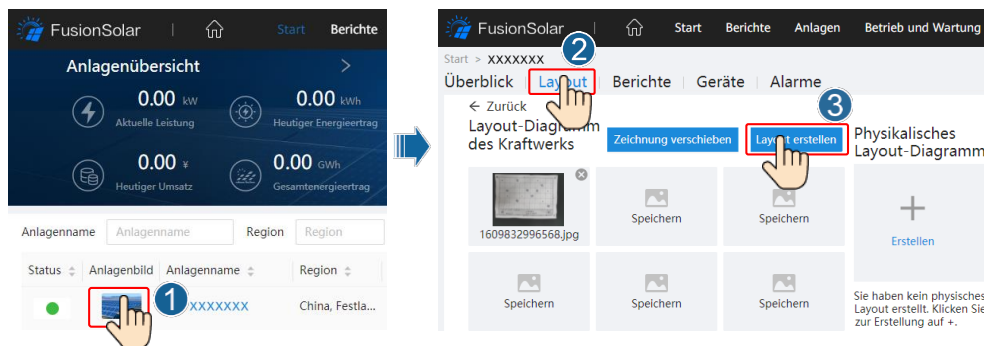 FusionSolar
Start Berichte
Anlagenübersicht >
0.00 kW
Aktuelle Leistung
0.00 kWh
Heutiger Energieertrag
0.00 ¥
Heutiger Umsatz
0.00 GWh
Gesamtenergieertrag
Anlagenname Anlagenname Region Region
Status Anlagenbild Anlagenname Region
1 XXXXXXX China, Festla...
FusionSolar Start Berichte Anlagen Betrieb und Wartung
Start > XXXXXXX
2
Überblick Layout Berichte Geräte Alarme
← Zurück
3
Layout-Diagramm
des Kraftwerks
Zeichnung verschieben
Layout erstellen
1609832996568.jpg
Speichern
Speichern
Speichern
Speichern
Speichern
Physikalisches
Layout-Diagramm
+
Erstellen
Sie haben kein physisches
Layout erstellt. Klicken Sie
zur Erstellung auf +.